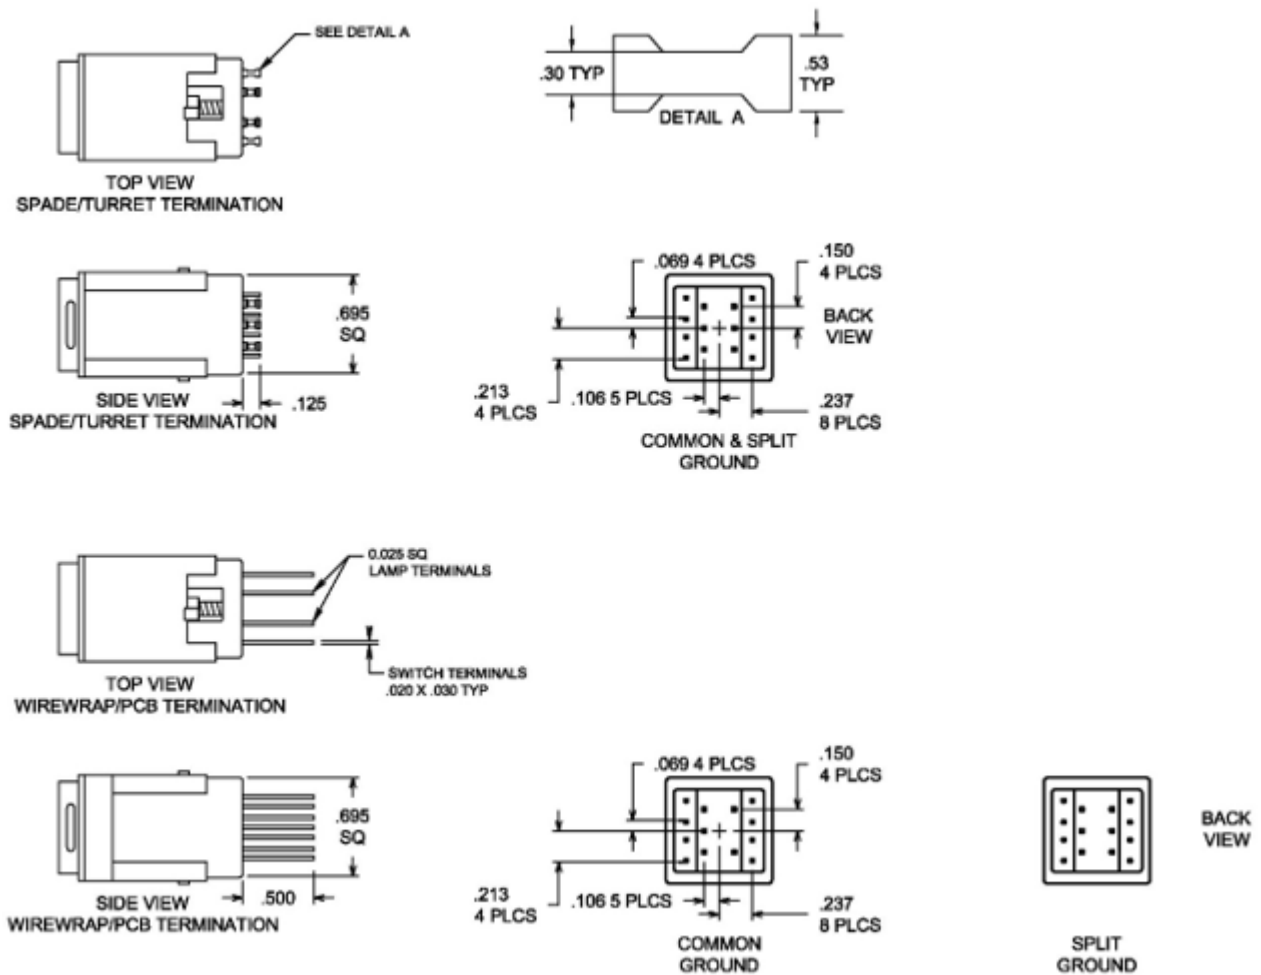 SEE DETAIL A
.30 TYP
.53
TYP
DETAIL A
TOP VIEW
SPADE/TURRET TERMINATION
.069 4 PLCS
.150
4 PLCS
.695
SQ
BACK
VIEW
SIDE VIEW
.125
SPADE/TURRET TERMINATION
.213
4 PLCS
.106 5 PLCS
.237
8 PLCS
COMMON & SPLIT
GROUND
0.025 SQ
LAMP TERMINALS
SWITCH TERMINALS
.020 X .030 TYP
TOP VIEW
WIREWRAP/PCB TERMINATION
.069 4 PLCS
.150
4 PLCS
.695
SQ
BACK
VIEW
SIDE VIEW
.500
WIREWRAP/PCB TERMINATION
.213
4 PLCS
.106 5 PLCS
.237
8 PLCS
COMMON
GROUND
SPLIT
GROUND